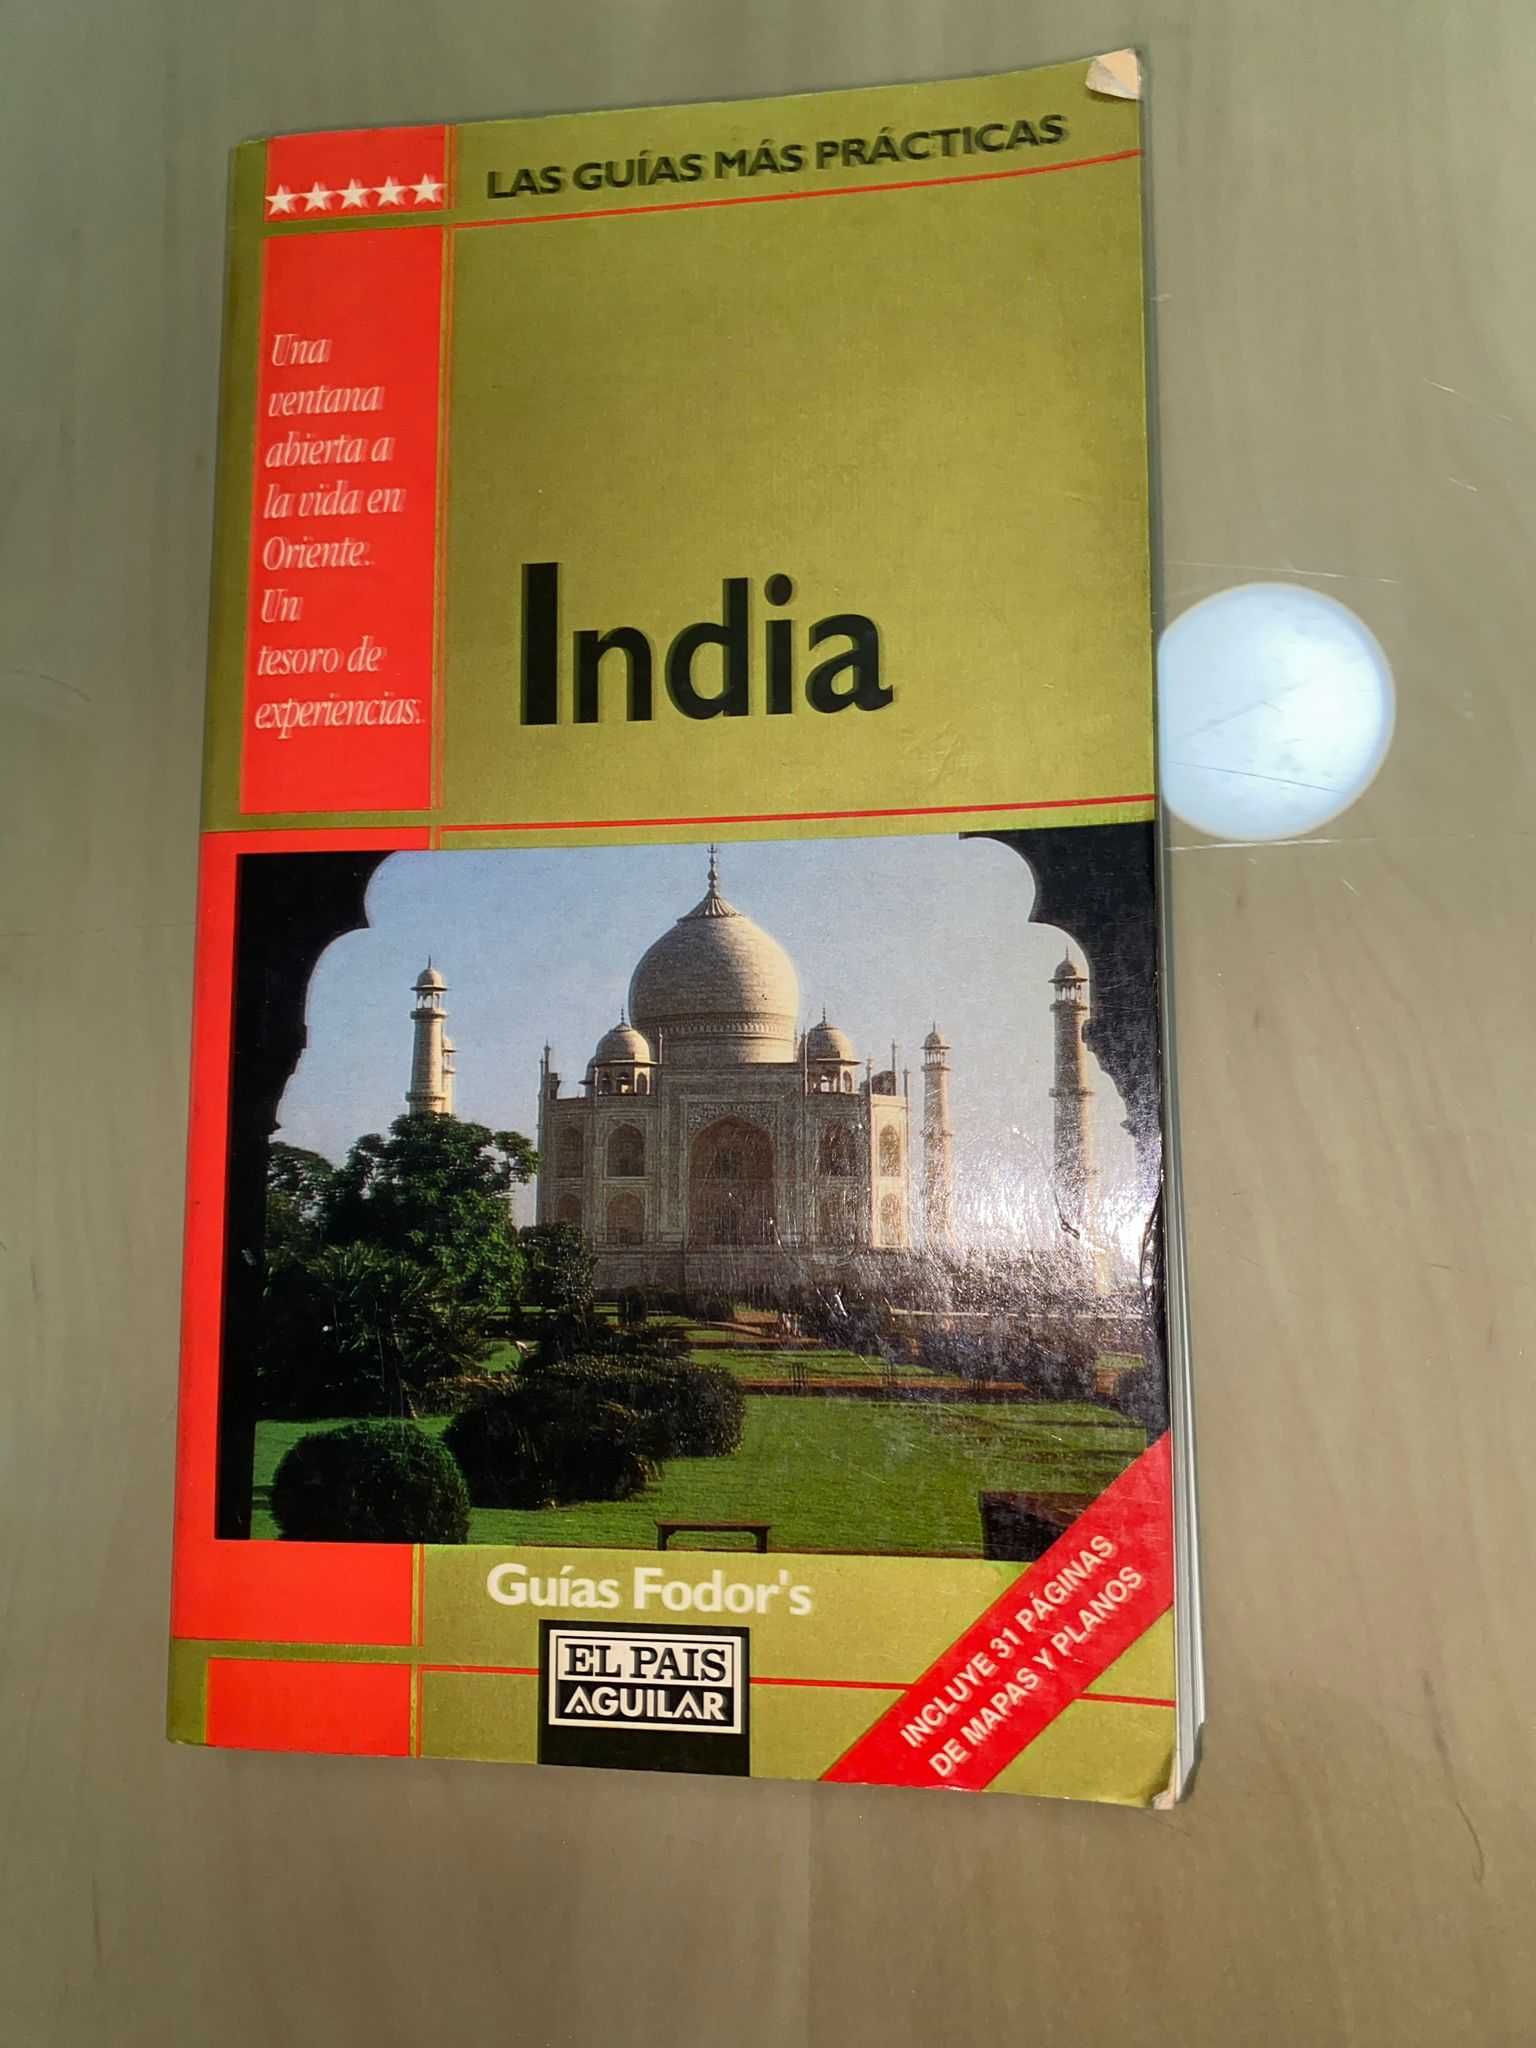 LAS GUÍAS MÁS PRÁCTICAS
Una
ventana
abierta a
la vida en
Oriente.
Un
tesoro de
experiencias.
India
Guías Fodor's
EL PAIS
AGUILAR
INCLUYE 31 PÁGINAS
DE MAPAS Y PLANOS